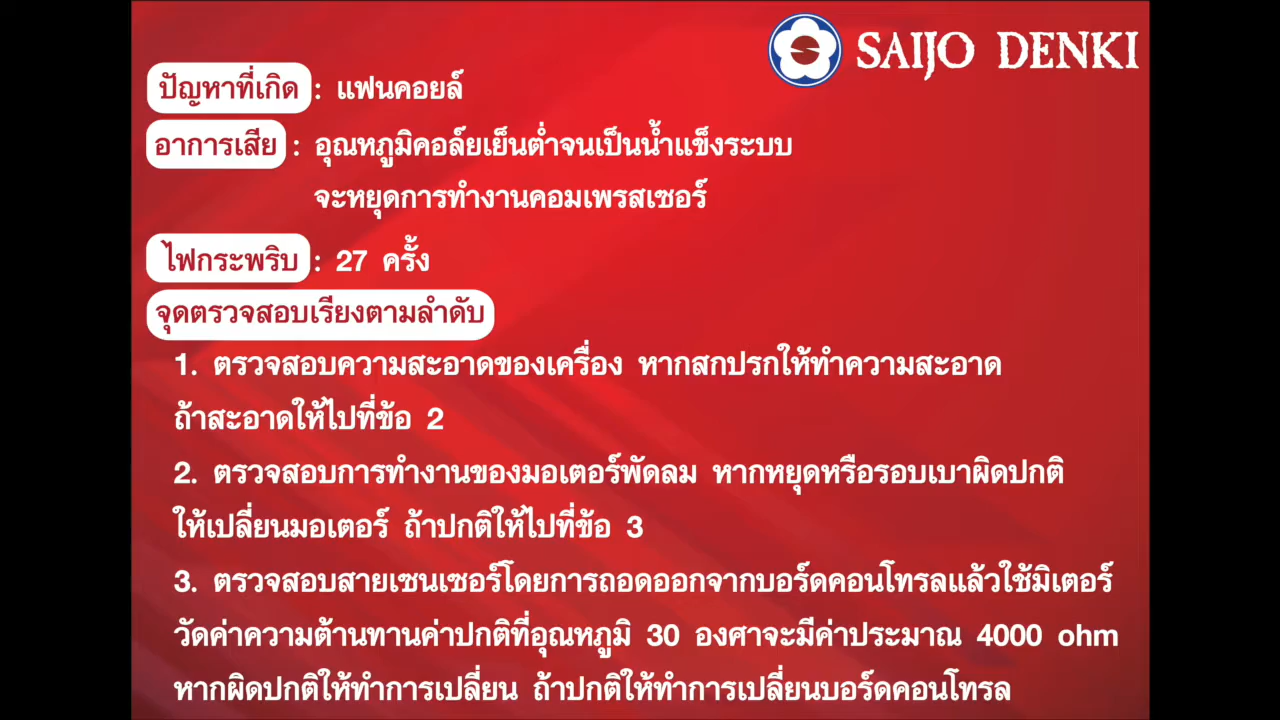 SAIJO DENKI
ปัญหาที่เกิด : แฟนคอยล์
อาการเสีย : อุณหภูมิคอล์ยเย็นต่ำจนเป็นน้ำแข็งระบบ
จะหยุดการทำงานคอมเพรสเซอร์
ไฟกระพริบ : 27 ครั้ง
จุดตรวจสอบเรียงตามลำดับ
1. ตรวจสอบความสะอาดของเครื่อง หากสกปรกให้ทำความสะอาด
ถ้าสะอาดให้ไปที่ข้อ 2
2. ตรวจสอบการทำงานของมอเตอร์พัดลม หากหยุดหรือรอบเบาผิดปกติ
ให้เปลี่ยนมอเตอร์ ถ้าปกติให้ไปที่ข้อ 3
3. ตรวจสอบสายเซนเซอร์โดยการถอดออกจากบอร์ดคอนโทรลแล้วใช้มิเตอร์
วัดค่าความต้านทานค่าปกติที่อุณหภูมิ 30 องศาจะมีค่าประมาณ 4000 ohm
หากผิดปกติให้ทำการเปลี่ยน ถ้าปกติให้ทำการเปลี่ยนบอร์ดคอนโทรล